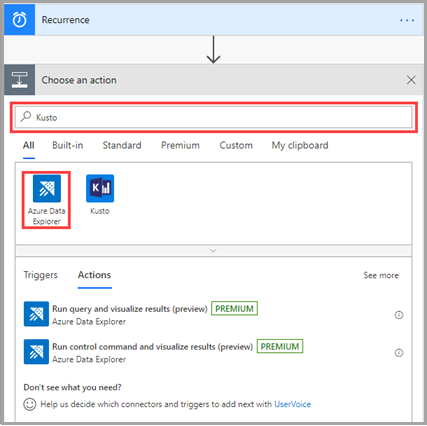 Recurrence
Choose an action
Kusto
All Built-in Standard Premium Custom My clipboard
Azure Data Explorer
Kusto
Triggers Actions See more
Run query and visualize results (preview) PREMIUM
Azure Data Explorer
Run control command and visualize results (preview) PREMIUM
Azure Data Explorer
Don't see what you need?
Help us decide which connectors and triggers to add next with UserVoice